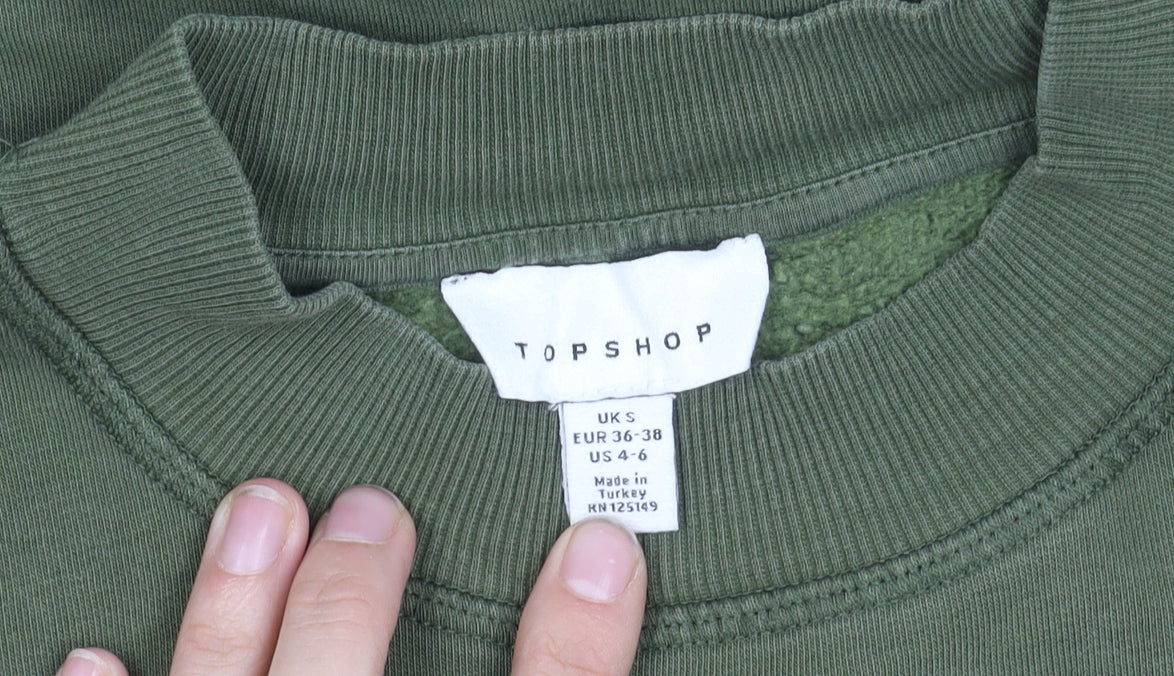 TOPSHOP
UK S
EUR 36-38
US 4-6
Made in
Turkey
RN125149